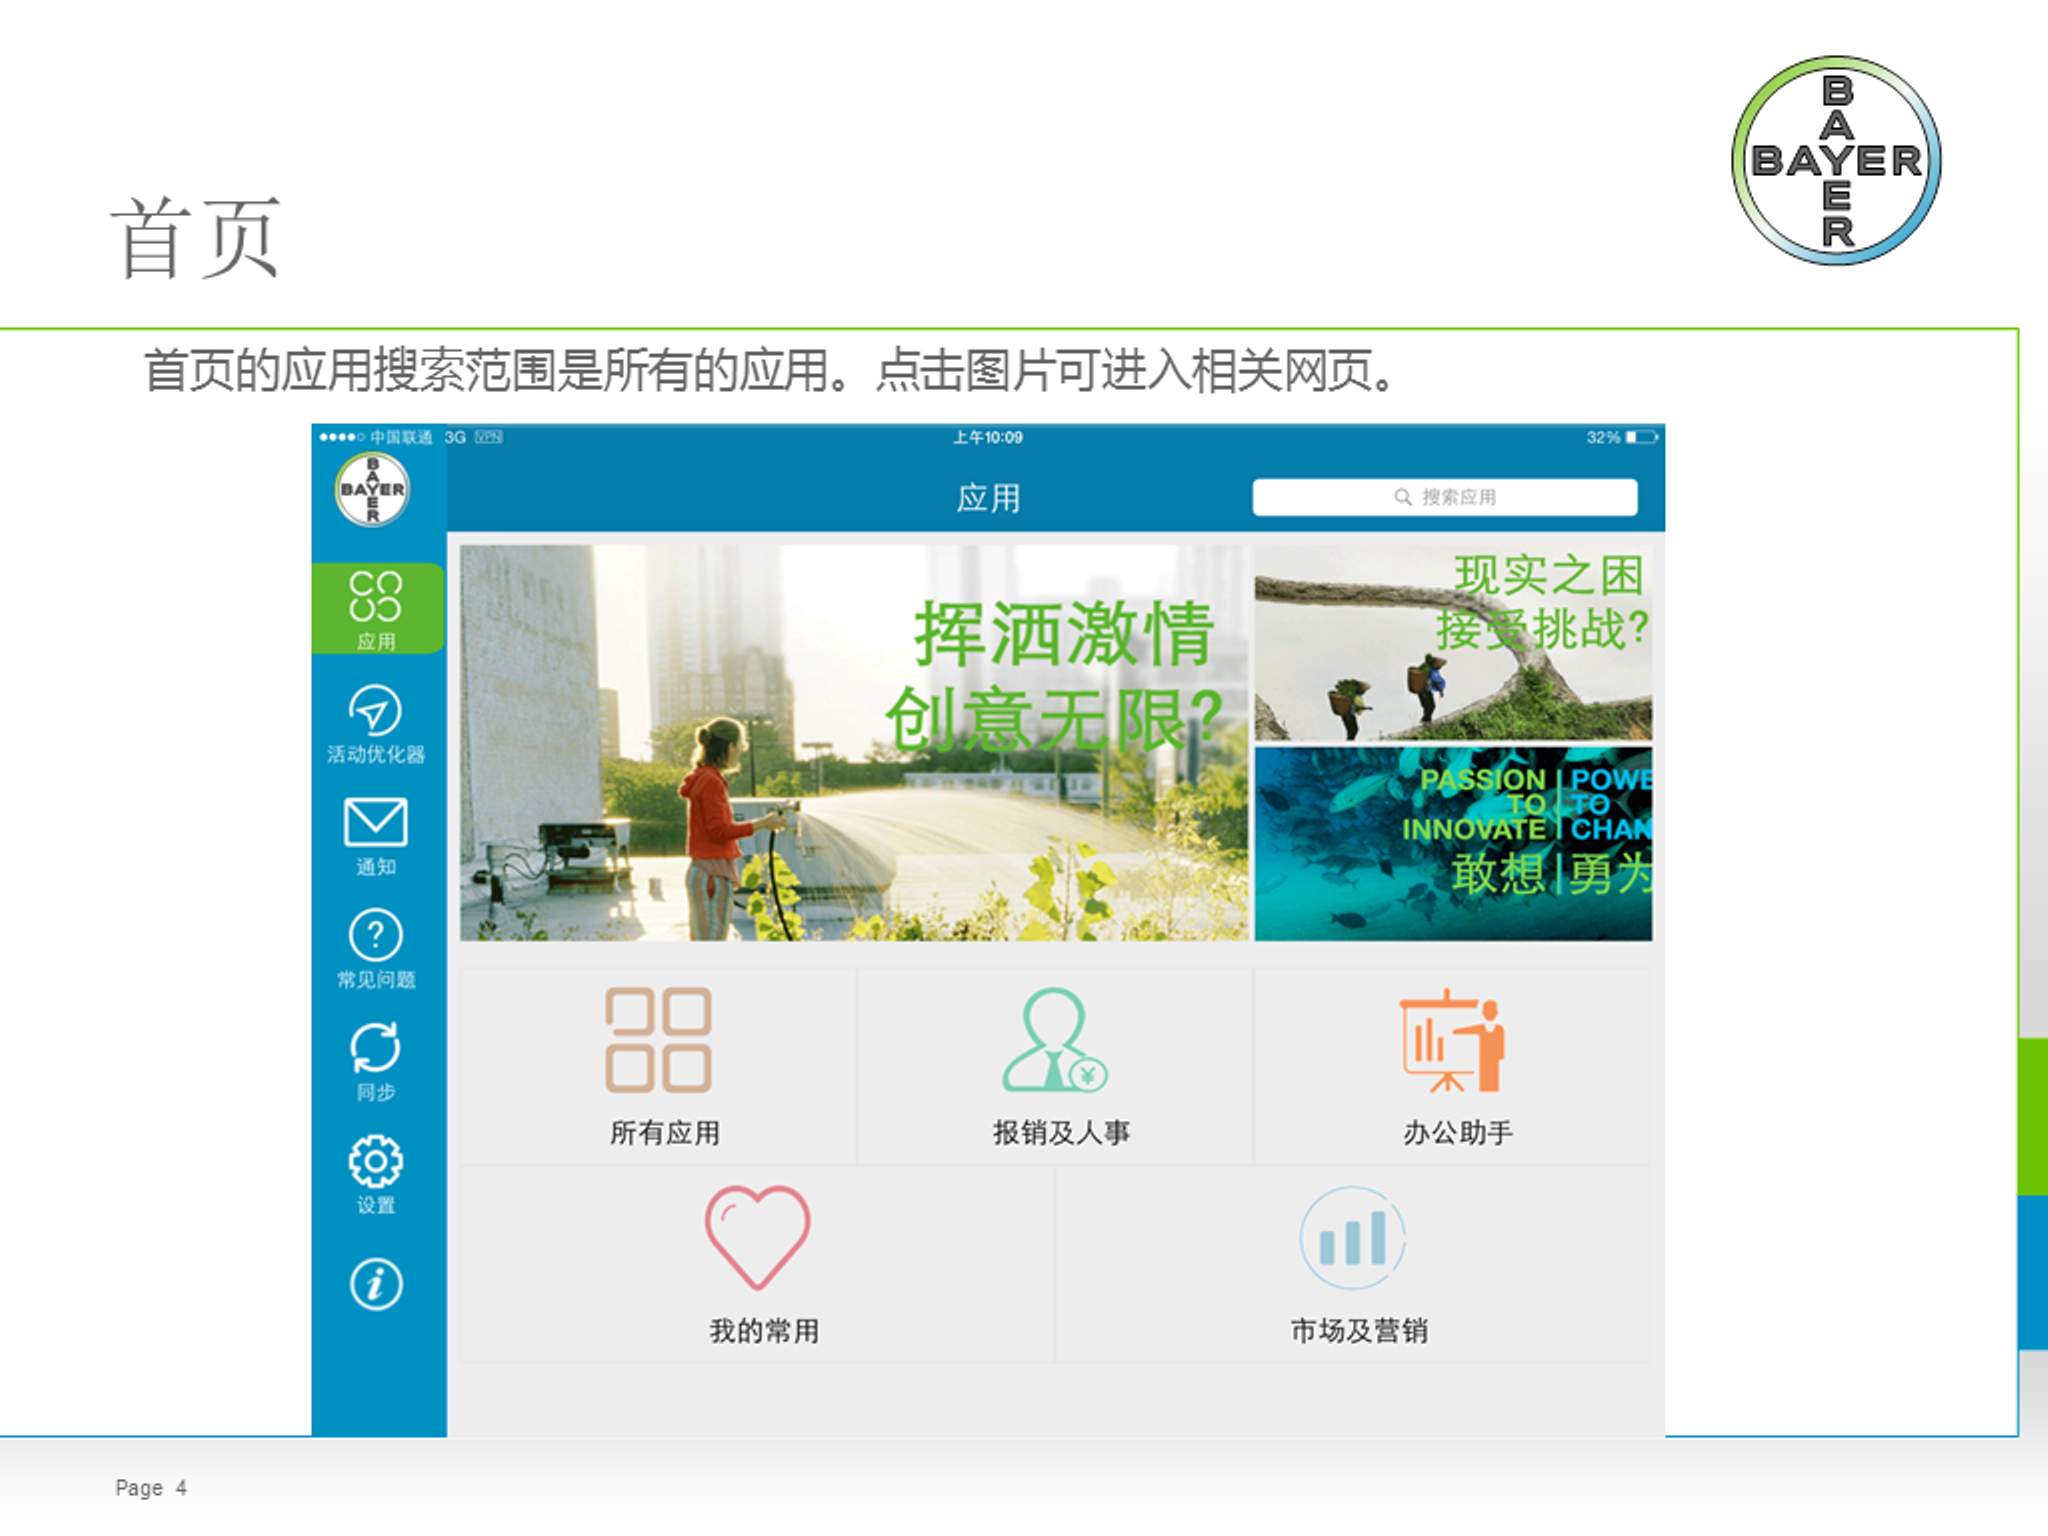 BAYER
BAYER
首页
首页的应用搜索范围是所有的应用。点击图片可进入相关网页。
中国联通 3G VPN
上午10:09
32%
BAYER
BAYER
应用
搜索应用
应用
活动优化器
通知
常见问题
同步
设置
挥洒激情
创意无限?
现实之困
接受挑战?
PASSION | POWE
TO | TO
INNOVATE | CHAN
敢想 | 勇为
所有应用
报销及人事
办公助手
我的常用
市场及营销
Page 4